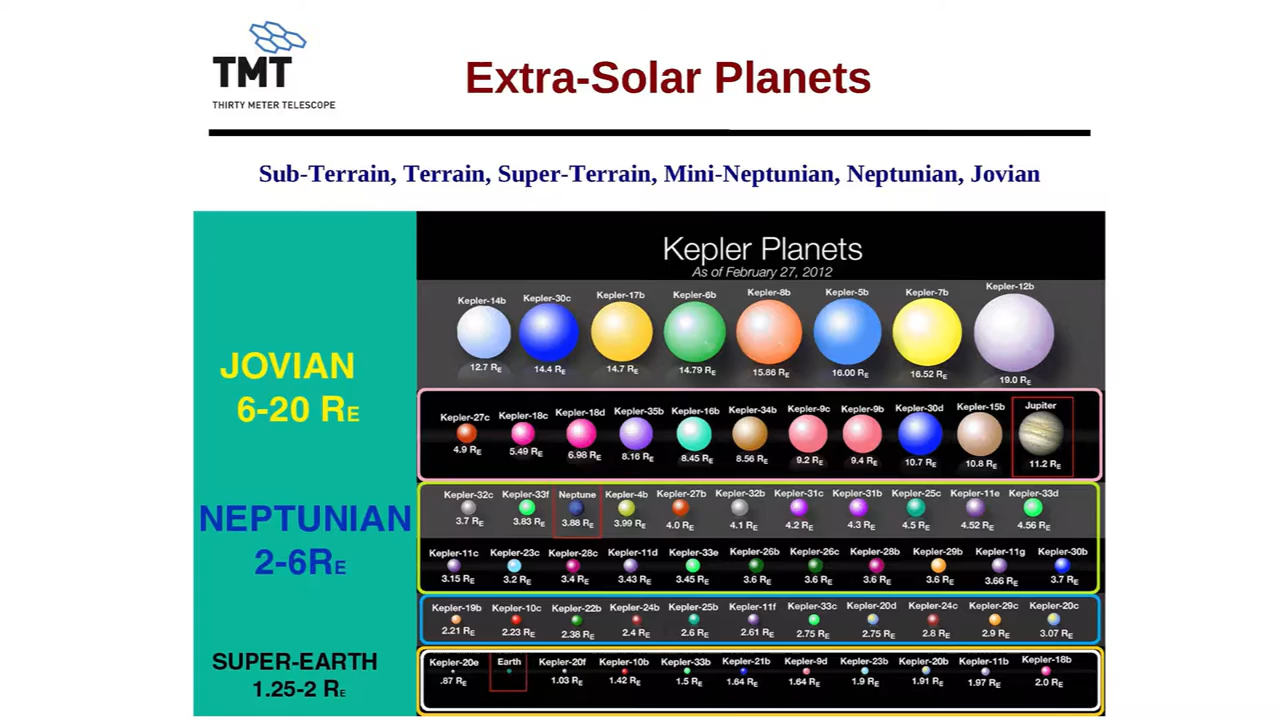 TMT
THIRTY METER TELESCOPE
Extra-Solar Planets
Sub-Terrain, Terrain, Super-Terrain, Mini-Neptunian, Neptunian, Jovian
JOVIAN
6-20 RE
NEPTUNIAN
2-6RE
SUPER-EARTH
1.25-2 RE
Kepler Planets
As of February 27, 2012
Kepler-14b Kepler-30c Kepler-17b Kepler-6b Kepler-8b Kepler-5b Kepler-7b Kepler-12b
12.7 RE 14.4 RE 14.7 RE 14.79 RE 15.86 RE 16.00 RE 16.52 RE 19.0 RE
Kepler-27c Kepler-18c Kepler-18d Kepler-35b Kepler-16b Kepler-34b Kepler-9c Kepler-9b Kepler-30d Kepler-15b Jupiter
4.9 RE 5.49 RE 6.98 RE 8.16 RE 8.45 RE 8.56 RE 9.2 RE 9.4 RE 10.7 RE 10.8 RE 11.2 RE
Kepler-32c Kepler-33f Neptune Kepler-4b Kepler-27b Kepler-32b Kepler-31c Kepler-31b Kepler-25c Kepler-11e Kepler-33d
3.7 RE 3.83 RE 3.88 RE 3.99 RE 4.0 RE 4.1 RE 4.2 RE 4.3 RE 4.5 RE 4.52 RE 4.56 RE
Kepler-11c Kepler-23c Kepler-28c Kepler-11d Kepler-33e Kepler-26b Kepler-26c Kepler-28b Kepler-29b Kepler-11g Kepler-30b
3.15 RE 3.2 RE 3.4 RE 3.43 RE 3.45 RE 3.6 RE 3.6 RE 3.6 RE 3.6 RE 3.66 RE 3.7 RE
Kepler-19b Kepler-10c Kepler-22b Kepler-24b Kepler-25b Kepler-11f Kepler-33c Kepler-20d Kepler-24c Kepler-29c Kepler-20c
2.21 RE 2.23 RE 2.38 RE 2.4 RE 2.6 RE 2.61 RE 2.75 RE 2.75 RE 2.8 RE 2.9 RE 3.07 RE
Kepler-20e Earth Kepler-20f Kepler-10b Kepler-33b Kepler-21b Kepler-9d Kepler-23b Kepler-20b Kepler-11b Kepler-18b
.87 RE 1.03 RE 1.42 RE 1.5 RE 1.64 RE 1.64 RE 1.9 RE 1.91 RE 1.97 RE 2.0 RE